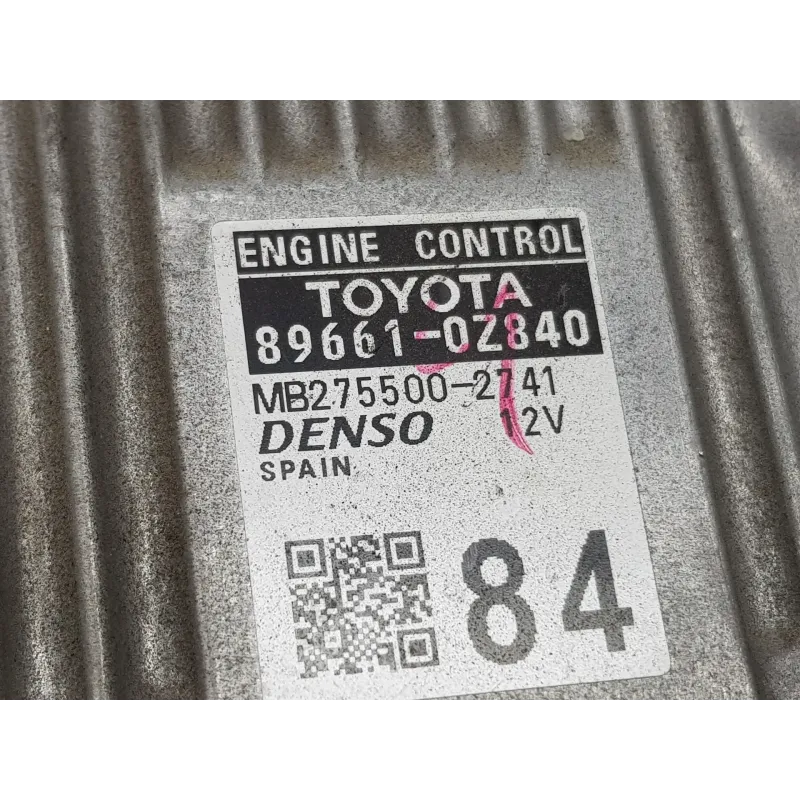 ENGINE CONTROL
TOYOTA
89661-0Z840
MB275500-2741
DENSO 12V
SPAIN
84